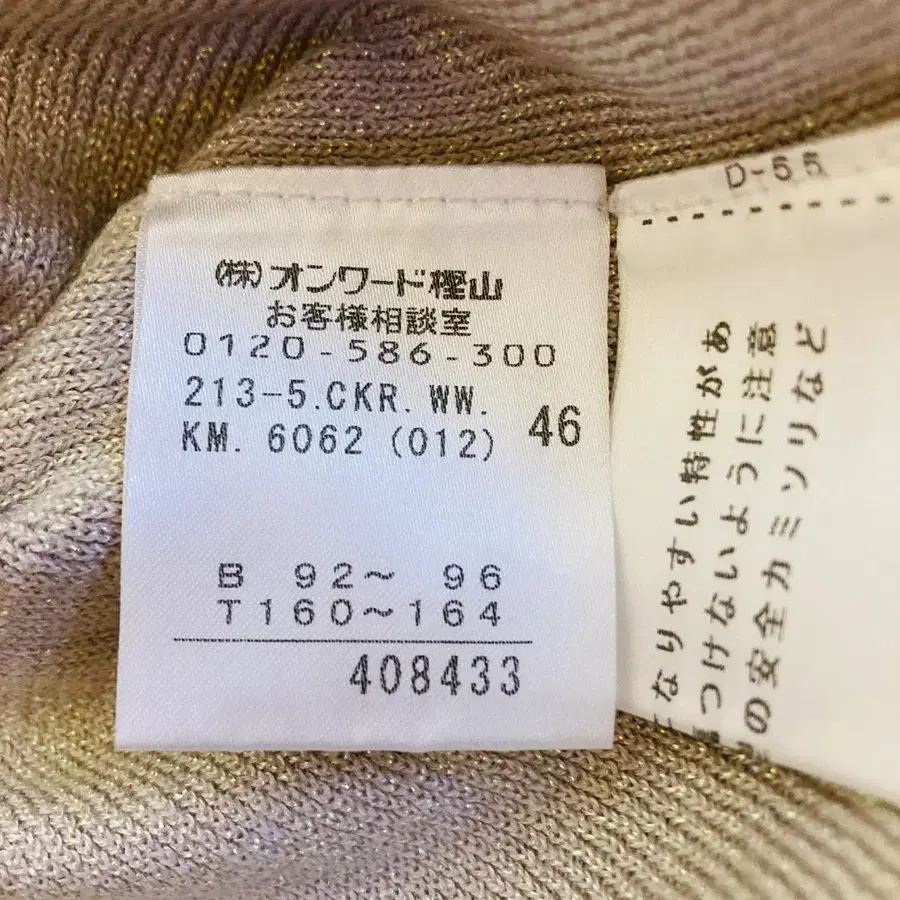 (株)オンワード樫山
お客様相談室
0120-586-300
213-5.CKR. WW.
KM. 6062 (012) 46
B 92〜 96
T160〜164
408433
D-55
なりやすい特性があ
つけないように注意
の安全カミソリなど